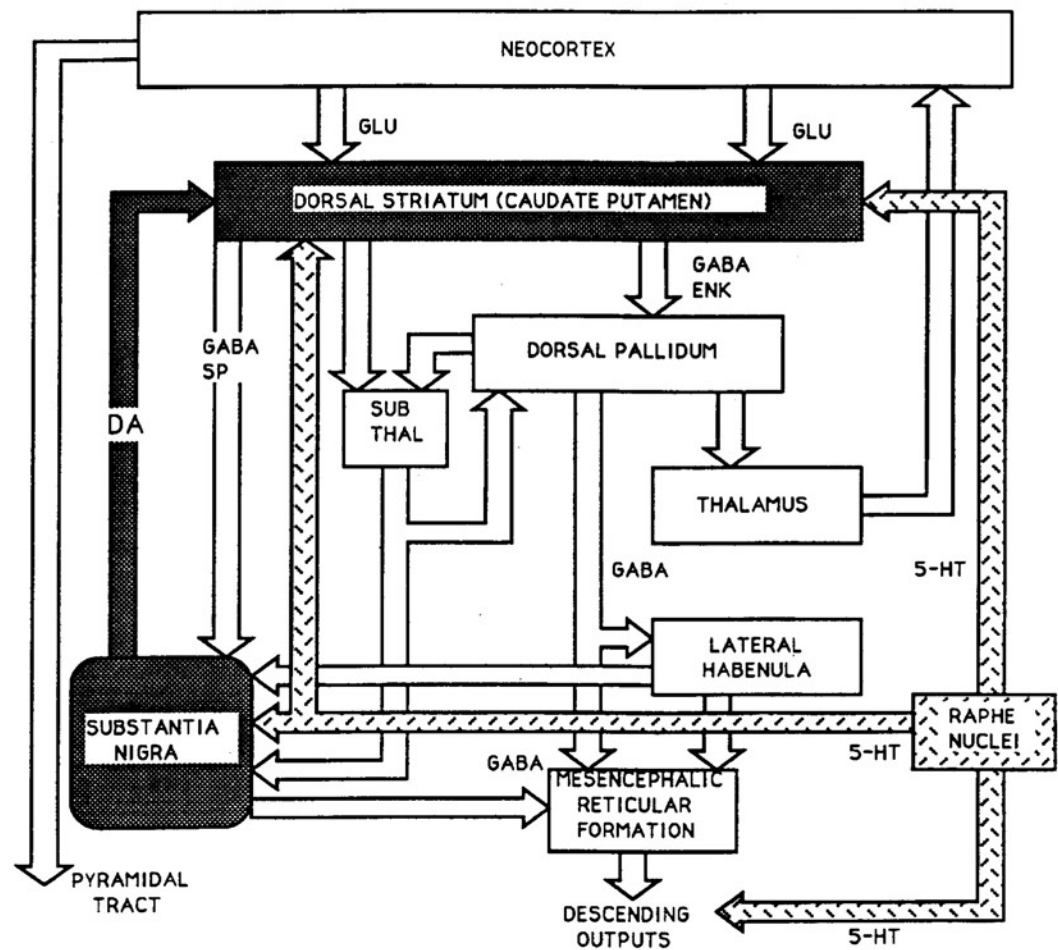 NEOCORTEX
GLU
GLU
DORSAL STRIATUM (CAUDATE PUTAMEN)
GABA
ENK
GABA
SP
DORSAL PALLIDUM
DA
SUB
THAL
THALAMUS
GABA
5-HT
LATERAL
HABENULA
SUBSTANTIA
NIGRA
RAPHE
NUCLEI
5-HT
GABA
MESENCEPHALIC
RETICULAR
FORMATION
PYRAMIDAL
TRACT
DESCENDING
OUTPUTS
5-HT